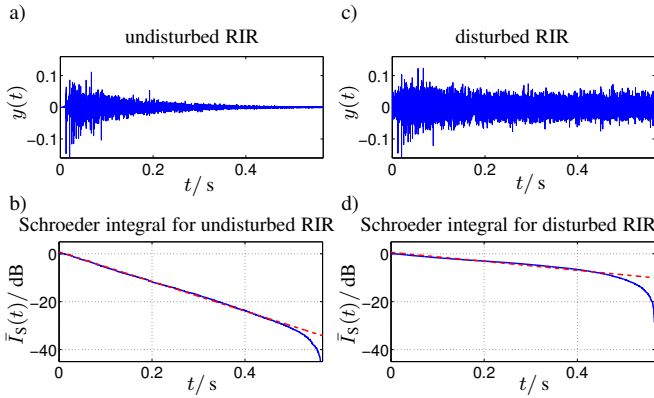 a)
undisturbed RIR
y(t)
0.1
0
−0.1
0
0.2
0.4
t/ s
c)
disturbed RIR
y(t)
0.1
0
−0.1
0
0.2
0.4
t/ s
b)
Schroeder integral for undisturbed RIR
Ī_S(t)/ dB
0
−20
−40
0
0.2
0.4
t/ s
d)
Schroeder integral for disturbed RIR
Ī_S(t)/ dB
0
−20
−40
0
0.2
0.4
t/ s